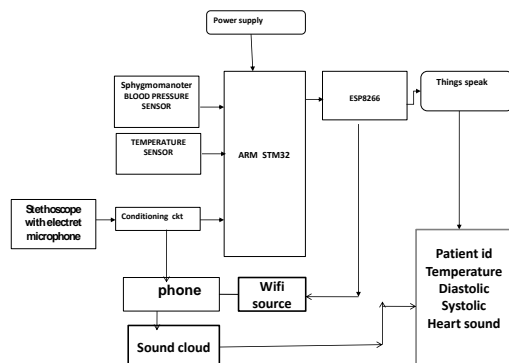 Power supply
Sphygmomanoter
BLOOD PRESSURE
SENSOR
ESP8266
Things speak
TEMPERATURE
SENSOR
ARM STM32
Stethoscope
with electret
microphone
Conditioning ckt
phone
Wifi
source
Sound cloud
Patient id
Temperature
Diastolic
Systolic
Heart sound